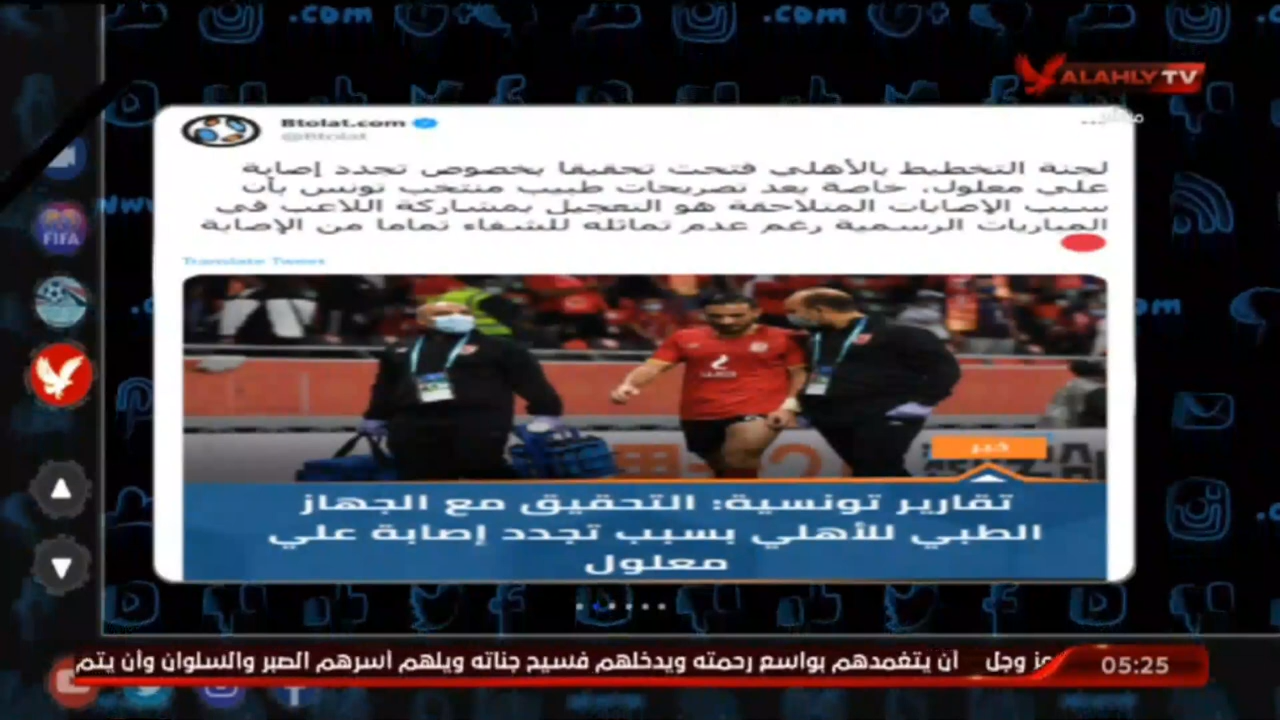 ALAHLY TV
Btolat.com
@Btolat
لجنة التخطيط بالأهلي فتحت تحقيقا بخصوص تجدد إصابة
علي معلول، خاصة بعد تصريحات طبيب منتخب تونس بأن
سبب الإصابات المتلاحقة هو التعجيل بمشاركة اللاعب في
المباريات الرسمية رغم عدم تماثله للشفاء تماما من الإصابة
Translate Tweet
FIFA
خبر
تقارير تونسية: التحقيق مع الجهاز
الطبي للأهلي بسبب تجدد إصابة علي
معلول
عز وجل أن يتغمدهم بواسع رحمته ويدخلهم فسيح جناته ويلهم أسرهم الصبر والسلوان وأن يتم
05:25